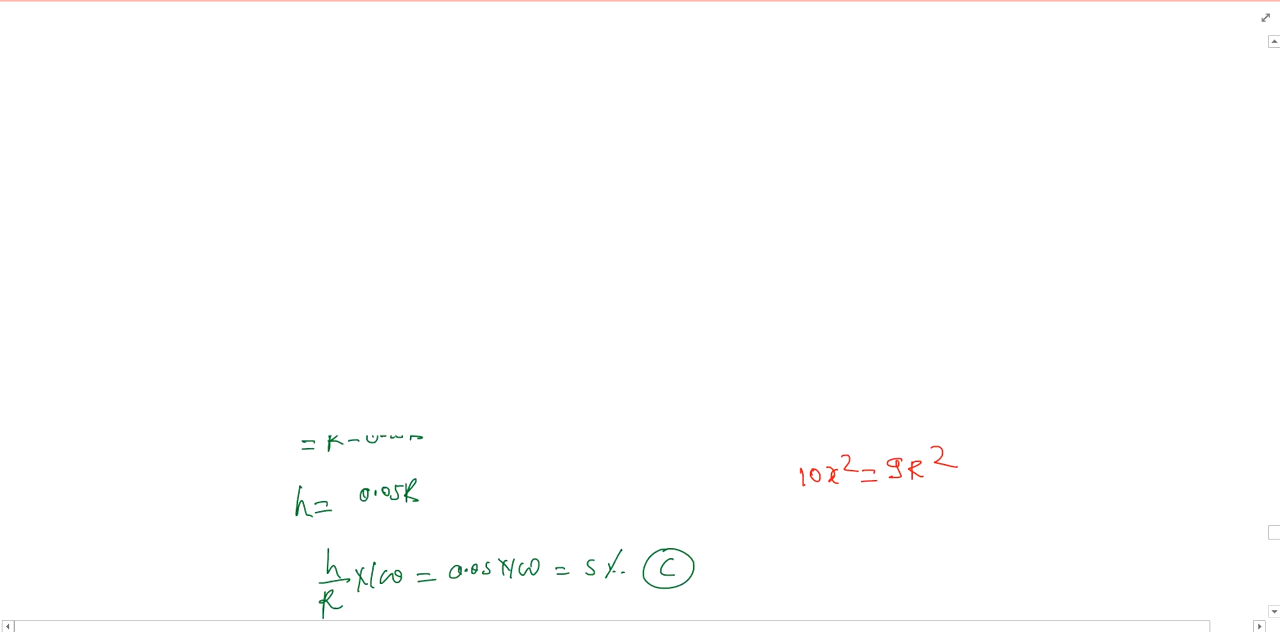 = R -
h = 0.05R
h/R × 100 = 0.05 × 100 = 5 % C
10x² = 9R²